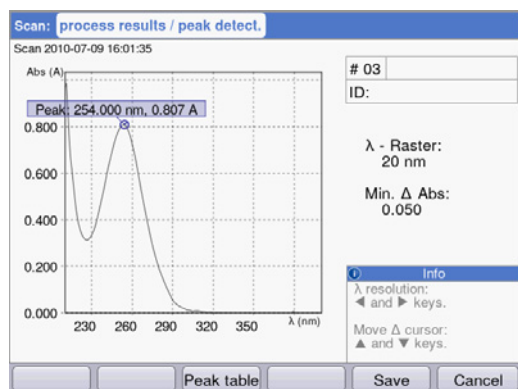 Scan: process results / peak detect.
Scan 2010-07-09 16:01:35
Abs (A)
Peak: 254.000 nm, 0.807 A
0.800
0.600
0.400
0.200
0.000
230 260 290 320 350 λ (nm)
# 03
ID:
λ - Raster:
20 nm
Min. Δ Abs:
0.050
Info
λ resolution:
◀ and ▶ keys.
Move Δ cursor:
▲ and ▼ keys.
Peak table
Save
Cancel